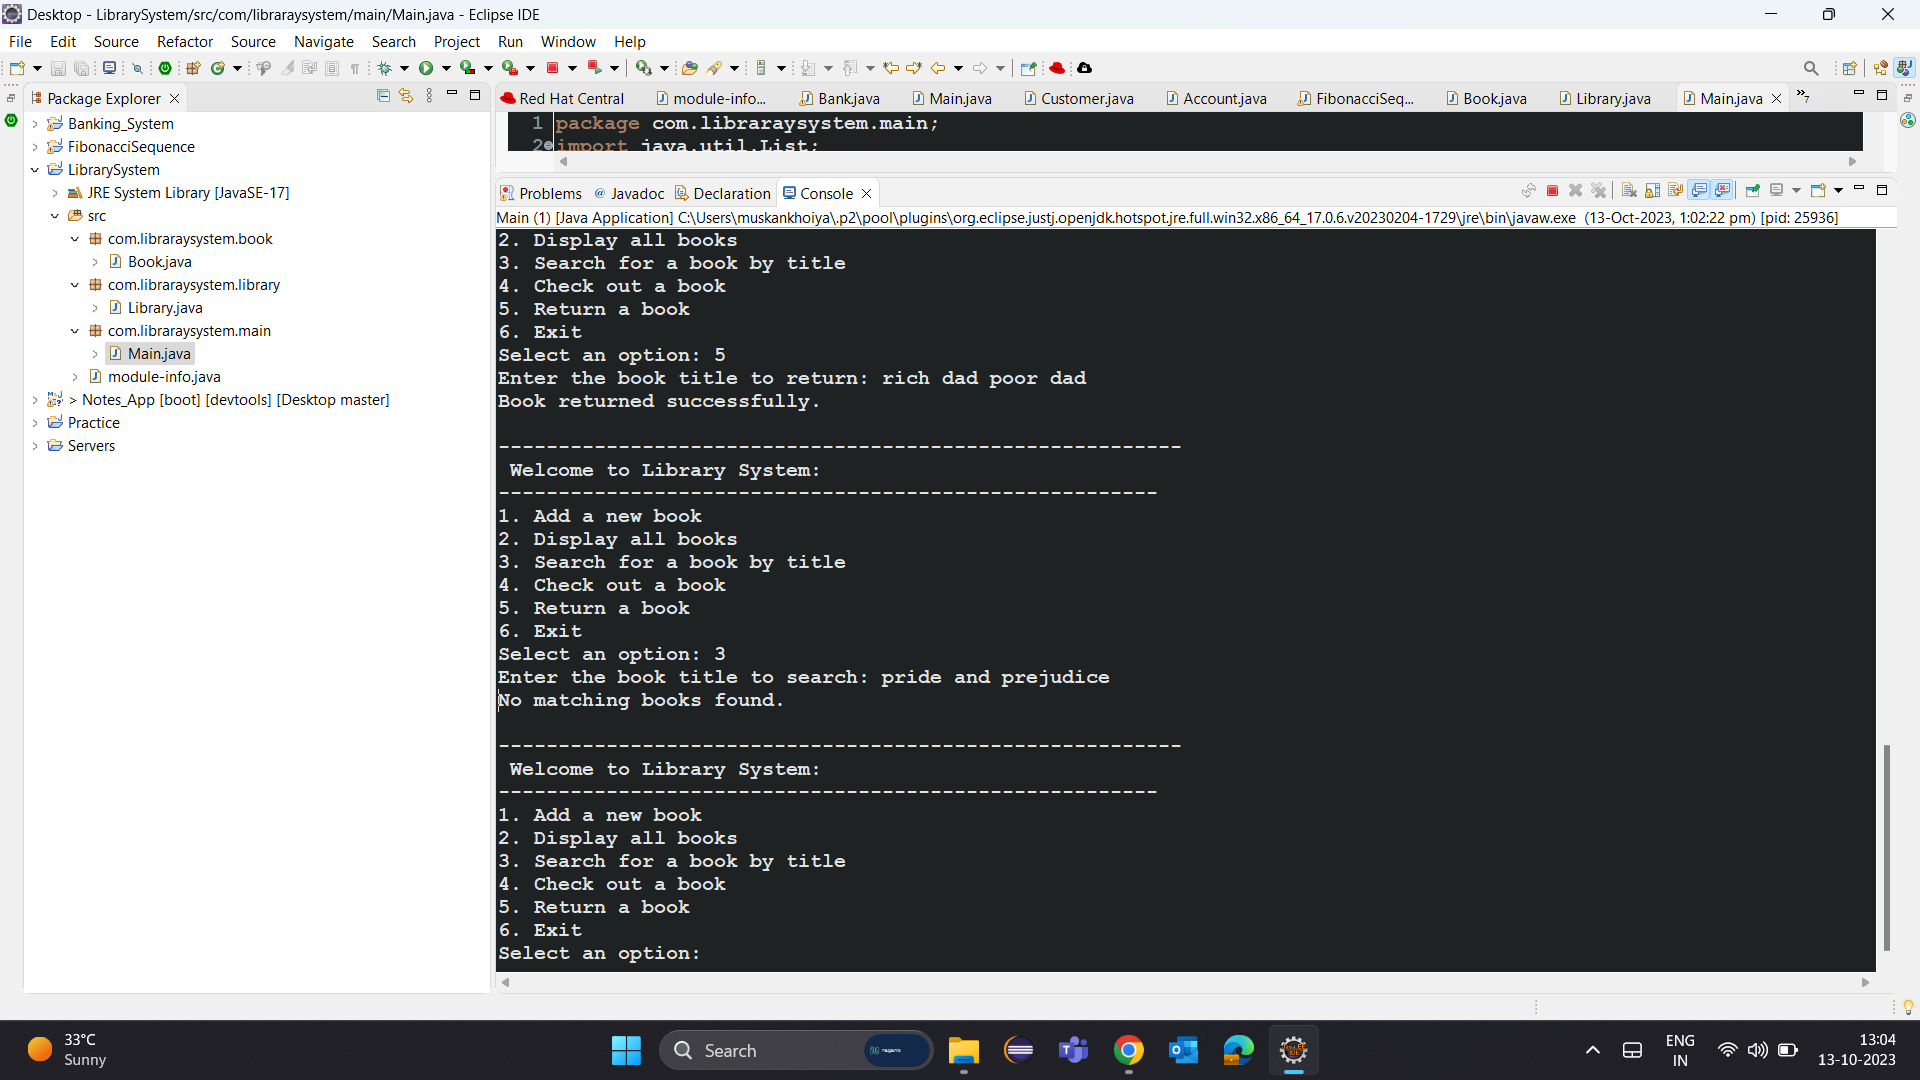 Desktop - LibrarySystem/src/com/libraraysystem/main/Main.java - Eclipse IDE
File Edit Source Refactor Source Navigate Search Project Run Window Help
Package Explorer
Red Hat Central module-info... Bank.java Main.java Customer.java Account.java FibonacciSeq... Book.java Library.java Main.java »7
Banking_System
FibonacciSequence
LibrarySystem
JRE System Library [JavaSE-17]
src
com.libraraysystem.book
Book.java
com.libraraysystem.library
Library.java
com.libraraysystem.main
Main.java
module-info.java
> Notes_App [boot] [devtools] [Desktop master]
Practice
Servers
1 package com.libraraysystem.main;
2 import java.util.List;
Problems Javadoc Declaration Console
Main (1) [Java Application] C:\Users\muskankhoiya\.p2\pool\plugins\org.eclipse.justj.openjdk.hotspot.jre.full.win32.x86_64_17.0.6.v20230204-1729\jre\bin\javaw.exe (13-Oct-2023, 1:02:22 pm) [pid: 25936]
2. Display all books
3. Search for a book by title
4. Check out a book
5. Return a book
6. Exit
Select an option: 5
Enter the book title to return: rich dad poor dad
Book returned successfully.
---------------------------------------------------------
Welcome to Library System:
-------------------------------------------------------
1. Add a new book
2. Display all books
3. Search for a book by title
4. Check out a book
5. Return a book
6. Exit
Select an option: 3
Enter the book title to search: pride and prejudice
No matching books found.
---------------------------------------------------------
Welcome to Library System:
-------------------------------------------------------
1. Add a new book
2. Display all books
3. Search for a book by title
4. Check out a book
5. Return a book
6. Exit
Select an option:
33°C
Sunny
Search
nagarro
ENG
IN
13:04
13-10-2023